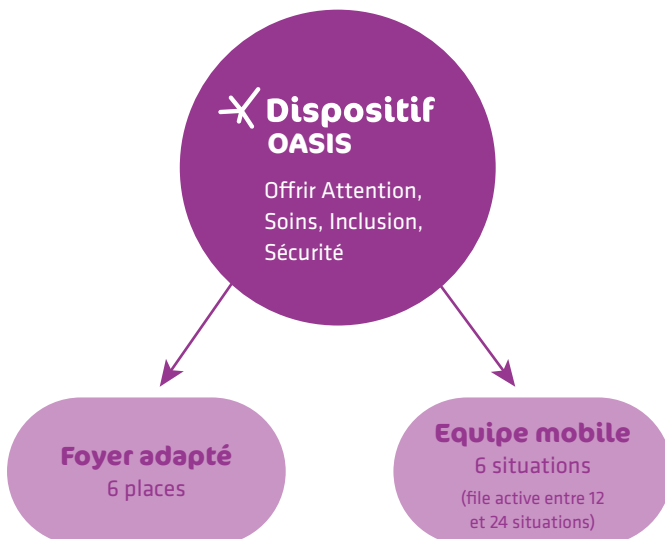 Dispositif
OASIS
Offrir Attention,
Soins, Inclusion,
Sécurité
Foyer adapté
6 places
Equipe mobile
6 situations
(file active entre 12
et 24 situations)